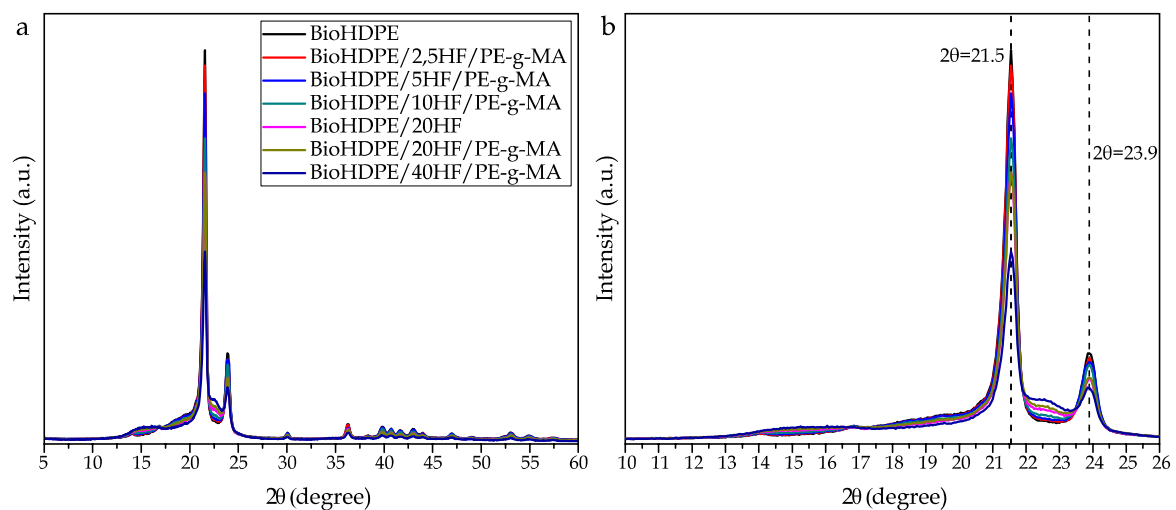 a
BioHDPE
BioHDPE/2,5HF/PE-g-MA
BioHDPE/5HF/PE-g-MA
BioHDPE/10HF/PE-g-MA
BioHDPE/20HF
BioHDPE/20HF/PE-g-MA
BioHDPE/40HF/PE-g-MA
Intensity (a.u.)
5 10 15 20 25 30 35 40 45 50 55 60
2θ (degree)
b
2θ=21.5
2θ=23.9
Intensity (a.u.)
10 11 12 13 14 15 16 17 18 19 20 21 22 23 24 25 26
2θ (degree)